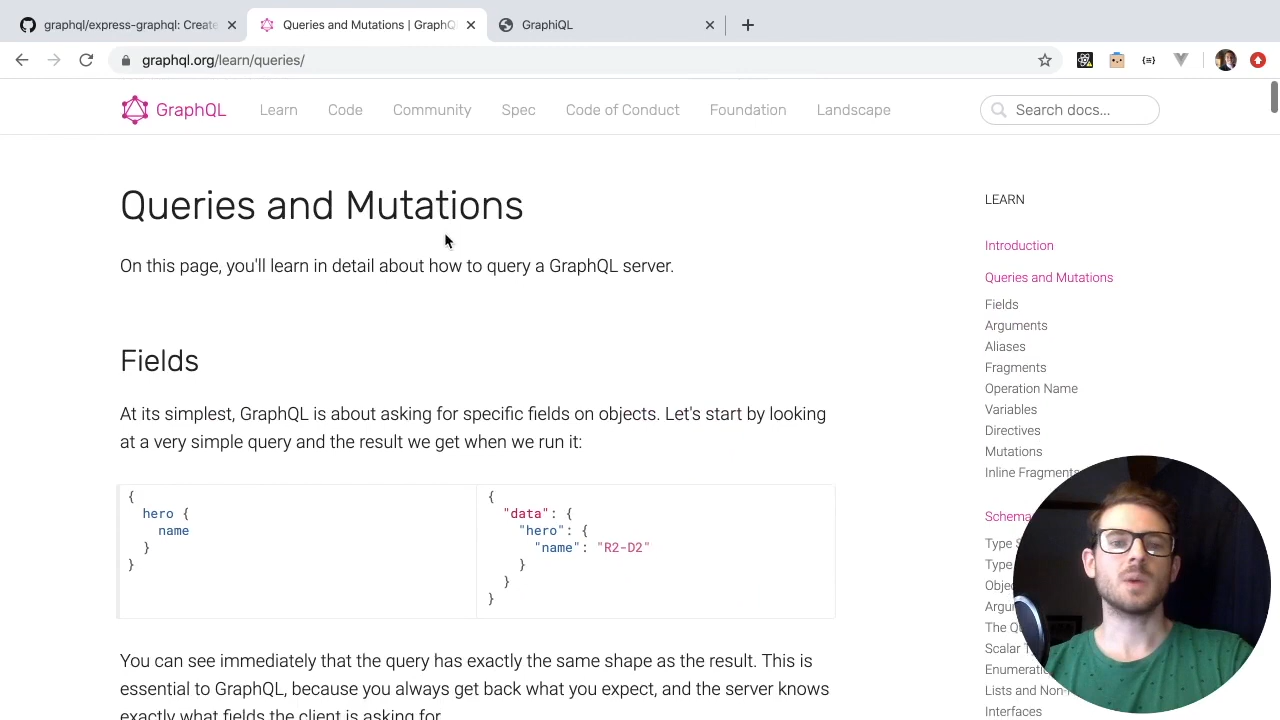 graphql/express-graphql: Create
Queries and Mutations | GraphQ
GraphiQL
graphql.org/learn/queries/
GraphQL
Learn
Code
Community
Spec
Code of Conduct
Foundation
Landscape
Search docs...
Queries and Mutations
On this page, you'll learn in detail about how to query a GraphQL server.
Fields
At its simplest, GraphQL is about asking for specific fields on objects. Let's start by looking
at a very simple query and the result we get when we run it:
{
hero {
name
}
}
{
"data": {
"hero": {
"name": "R2-D2"
}
}
}
You can see immediately that the query has exactly the same shape as the result. This is
essential to GraphQL, because you always get back what you expect, and the server knows
exactly what fields the client is asking for.
LEARN
Introduction
Queries and Mutations
Fields
Arguments
Aliases
Fragments
Operation Name
Variables
Directives
Mutations
Inline Fragments
Schema
Type S
Type
Obje
Argu
The Q
Scalar T
Enumerati
Lists and Non-
Interfaces